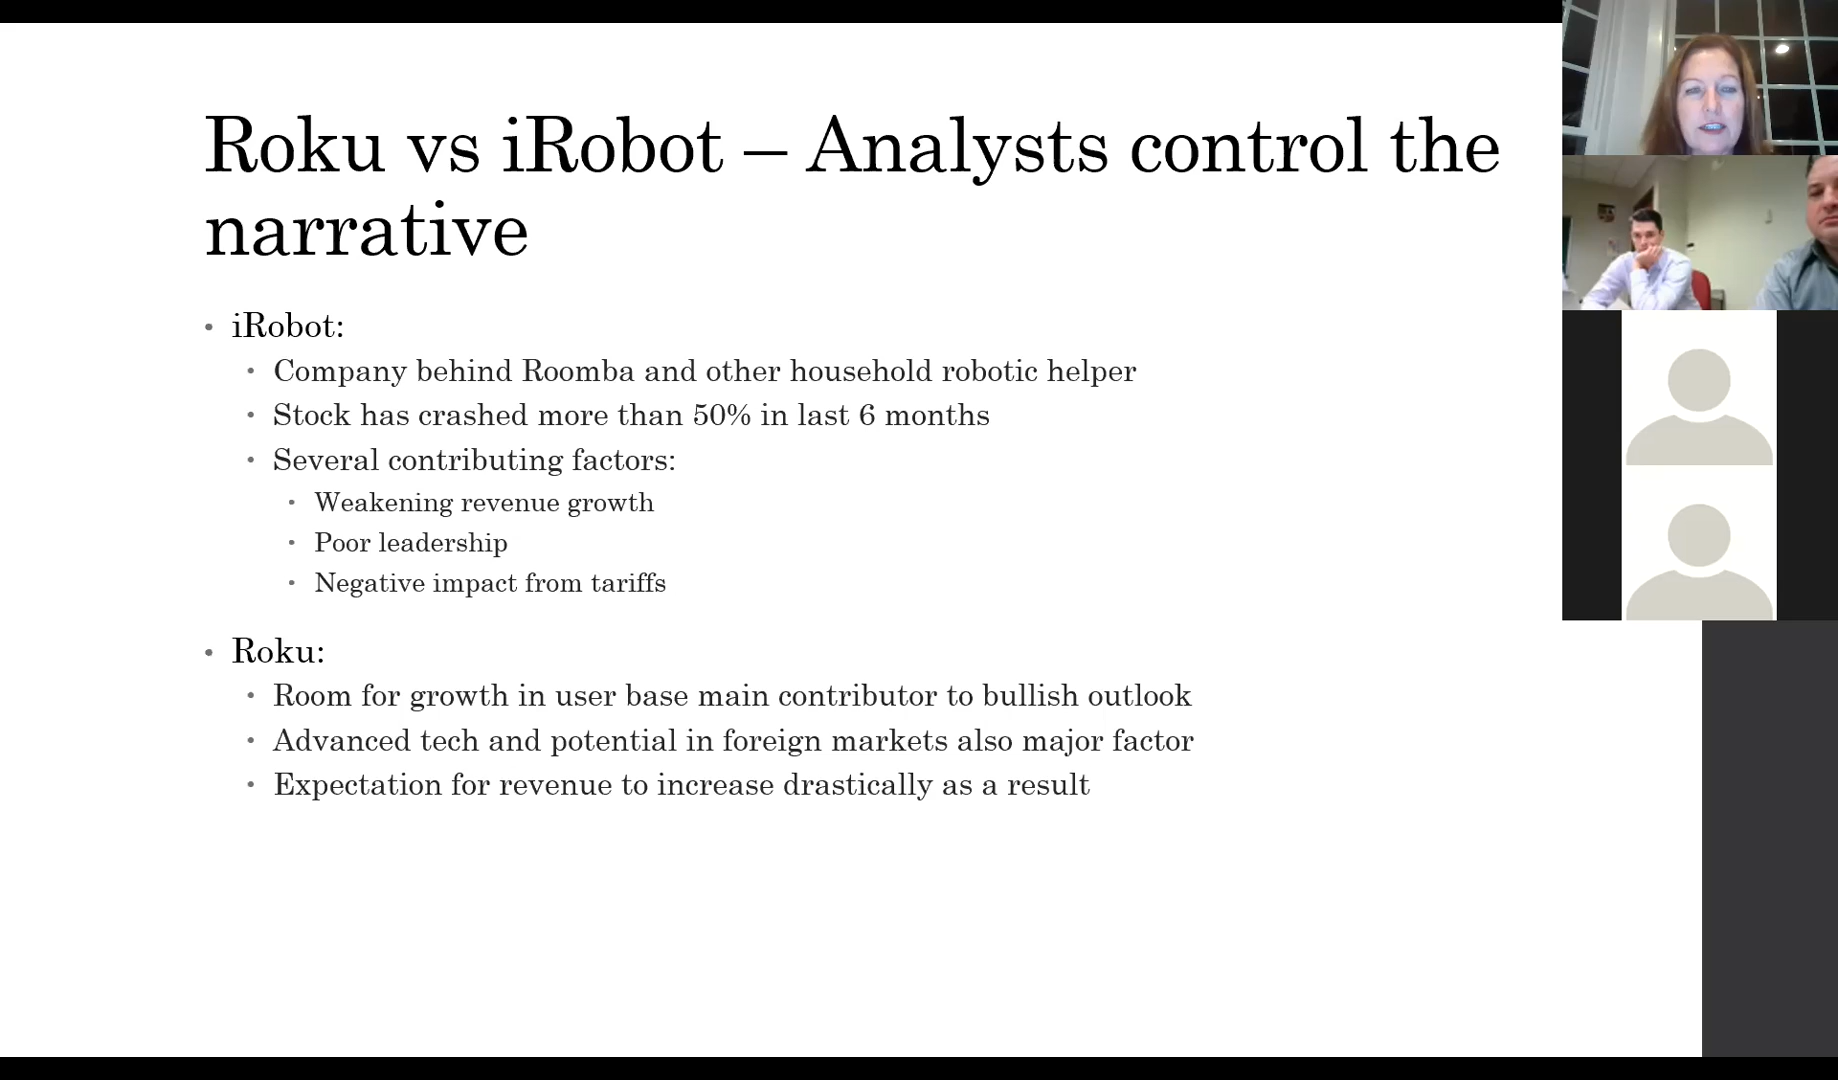 Roku vs iRobot – Analysts control the
narrative
• iRobot:
• Company behind Roomba and other household robotic helper
• Stock has crashed more than 50% in last 6 months
• Several contributing factors:
• Weakening revenue growth
• Poor leadership
• Negative impact from tariffs
• Roku:
• Room for growth in user base main contributor to bullish outlook
• Advanced tech and potential in foreign markets also major factor
• Expectation for revenue to increase drastically as a result